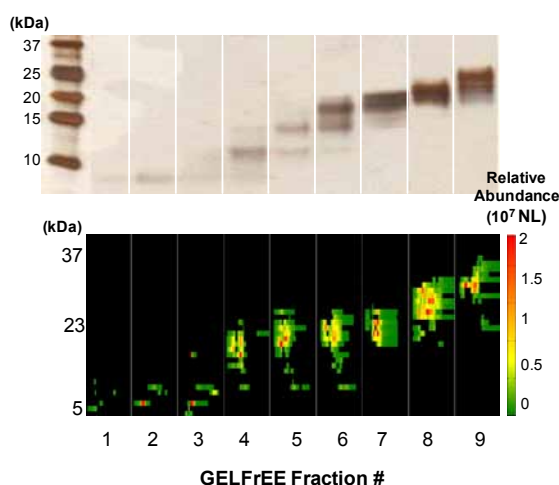 (kDa)
37
25
20
15
10
Relative
Abundance
(10⁷ NL)
(kDa)
37
23
5
2
1.5
1
0.5
0
1 2 3 4 5 6 7 8 9
GELFrEE Fraction #